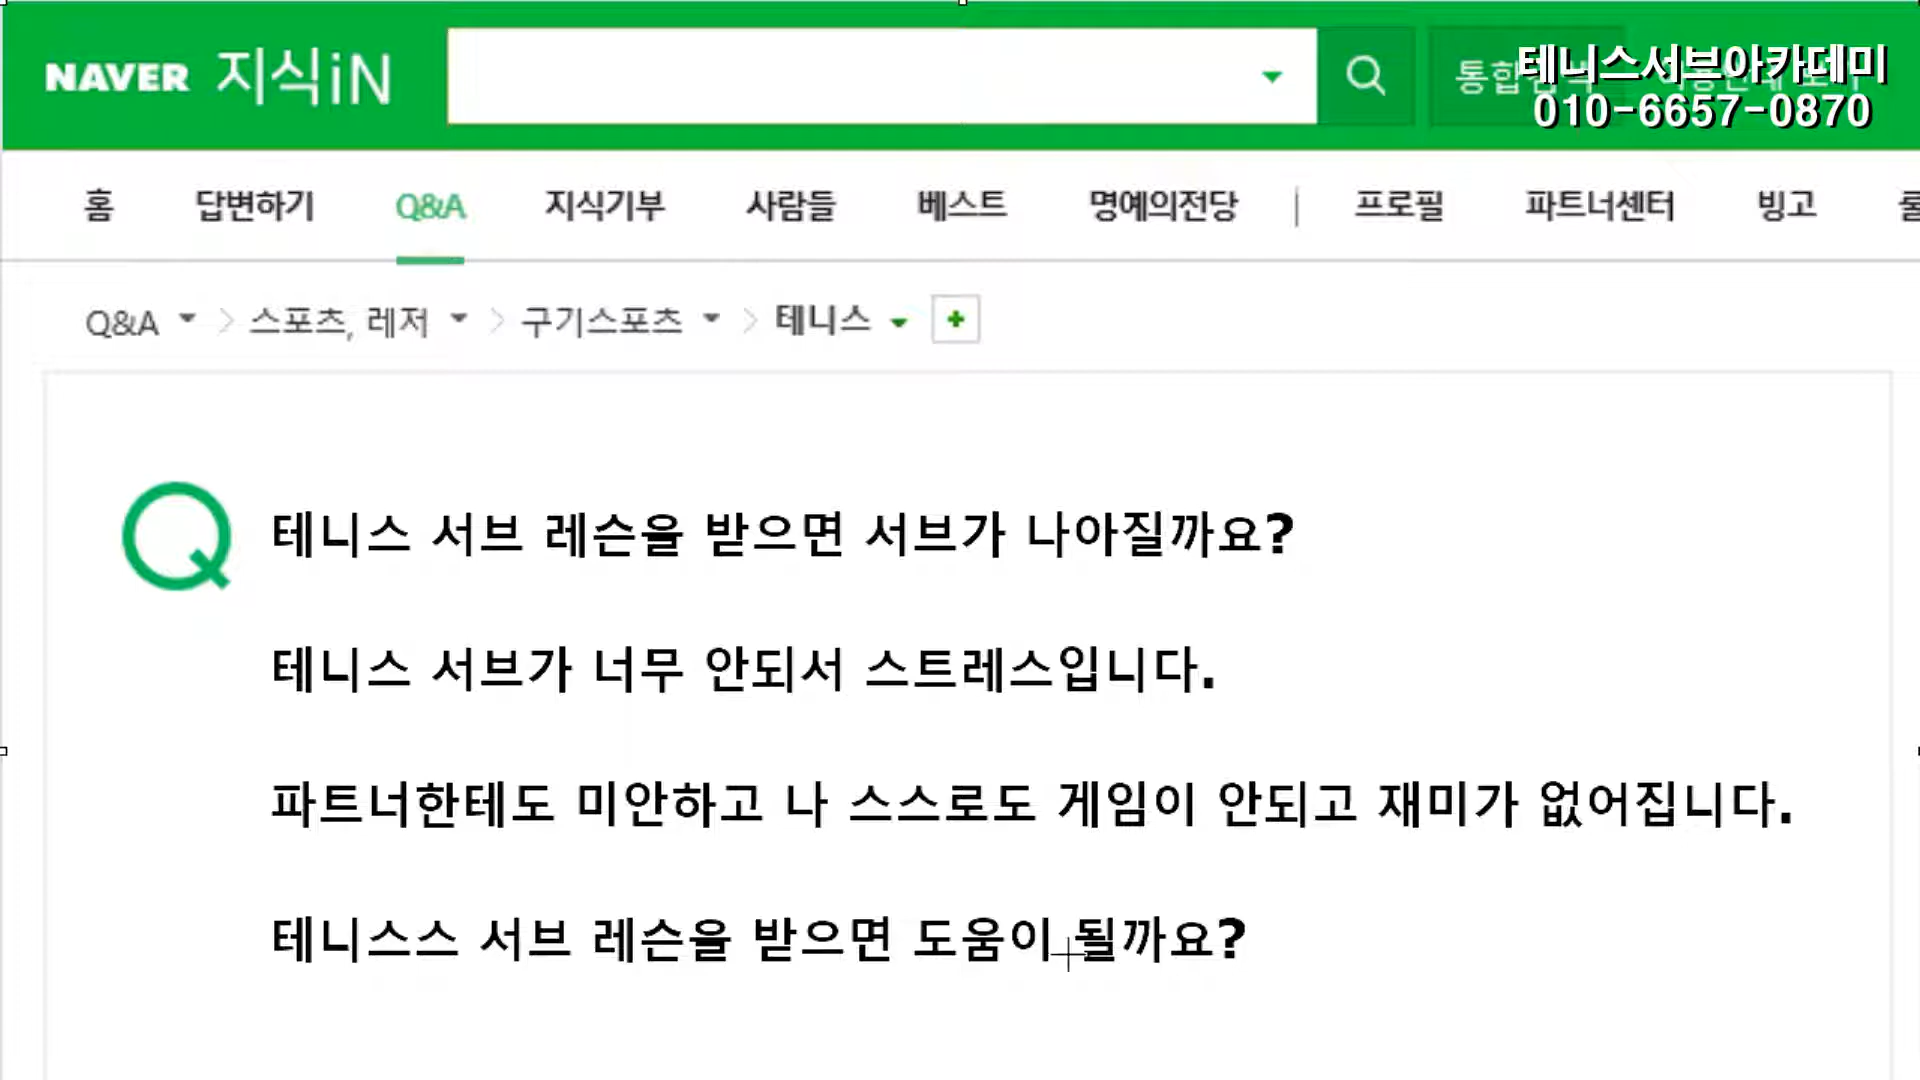 NAVER 지식iN
테니스서브아카데미
010-6657-0870
홈 답변하기 Q&A 지식기부 사람들 베스트 명예의전당 | 프로필 파트너센터 빙고
Q&A > 스포츠, 레저 > 구기스포츠 > 테니스 +
Q 테니스 서브 레슨을 받으면 서브가 나아질까요?
테니스 서브가 너무 안되서 스트레스입니다.
파트너한테도 미안하고 나 스스로도 게임이 안되고 재미가 없어집니다.
테니스스 서브 레슨을 받으면 도움이 될까요?